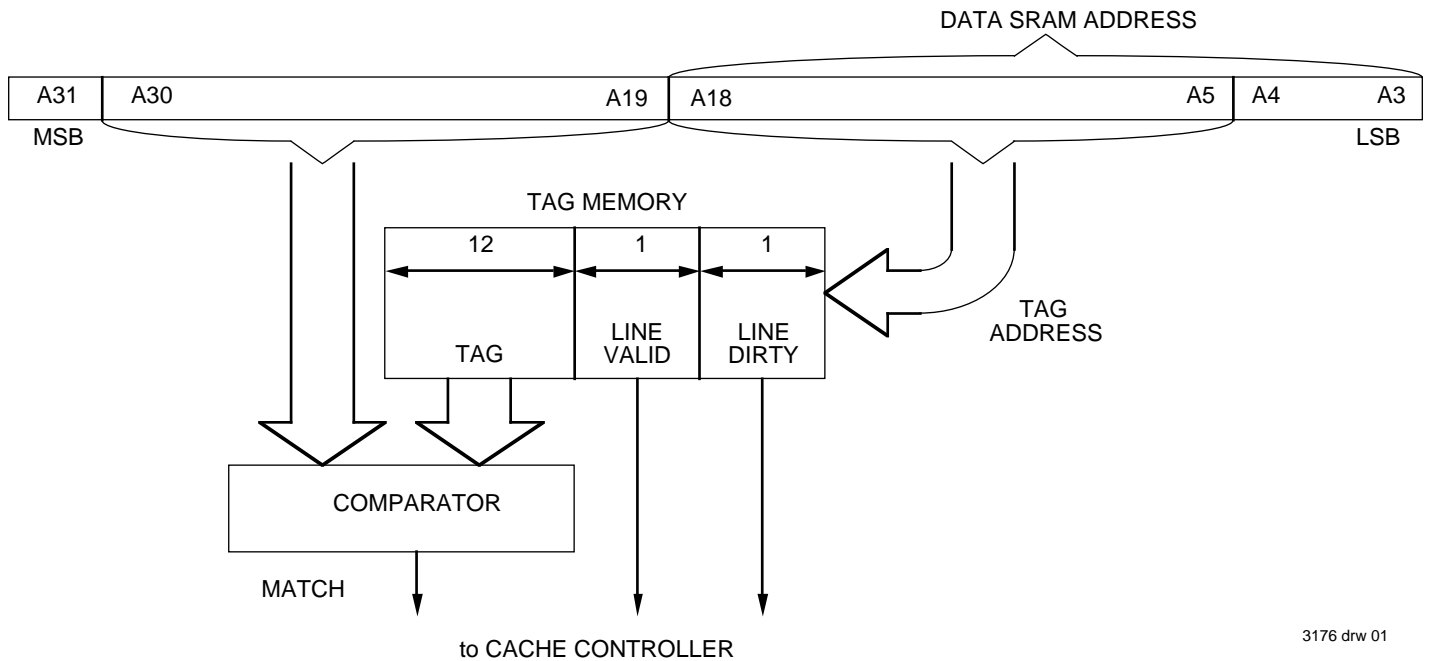 DATA SRAM ADDRESS
A31 A30 A19 A18 A5 A4 A3
MSB LSB
TAG MEMORY
12 1 1
TAG
LINE
VALID
LINE
DIRTY
TAG
ADDRESS
COMPARATOR
MATCH
to CACHE CONTROLLER
3176 drw 01